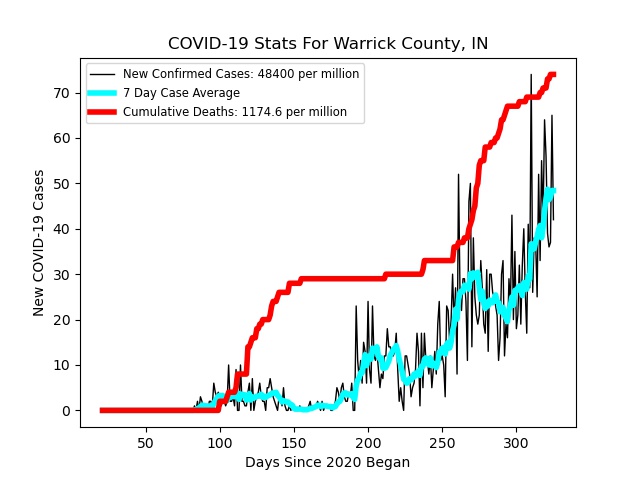 COVID-19 Stats For Warrick County, IN
New Confirmed Cases: 48400 per million
7 Day Case Average
Cumulative Deaths: 1174.6 per million
New COVID-19 Cases
70
60
50
40
30
20
10
0
50 100 150 200 250 300
Days Since 2020 Began